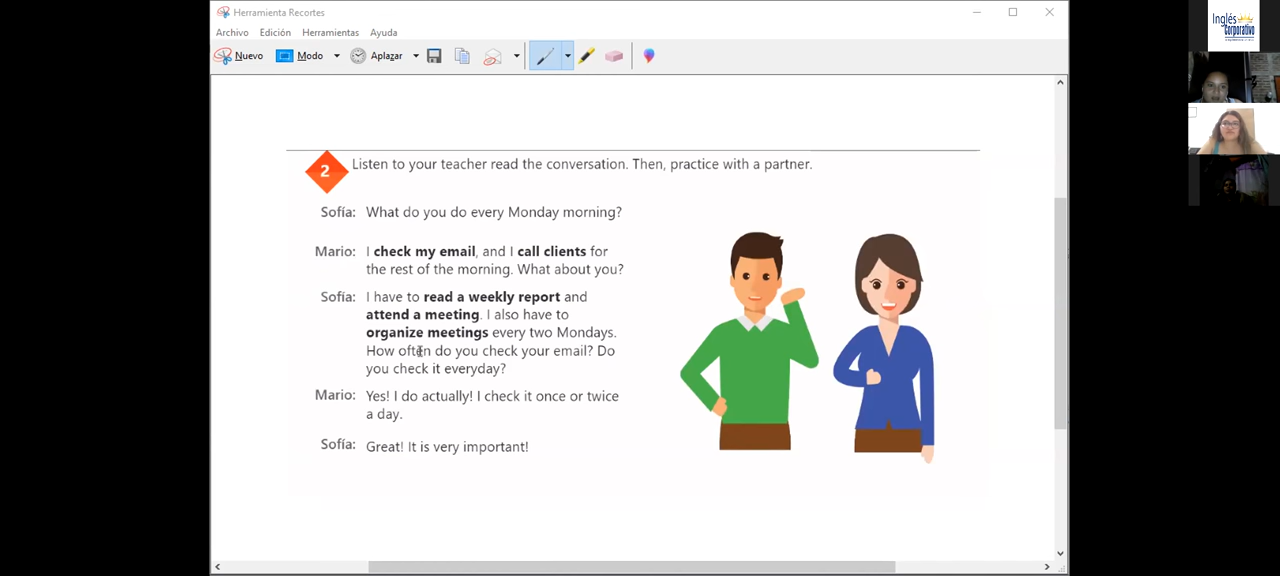 Herramienta Recortes
Archivo Edición Herramientas Ayuda
Nuevo Modo Aplazar
2 Listen to your teacher read the conversation. Then, practice with a partner.
Sofía: What do you do every Monday morning?
Mario: I check my email, and I call clients for
the rest of the morning. What about you?
Sofía: I have to read a weekly report and
attend a meeting. I also have to
organize meetings every two Mondays.
How often do you check your email? Do
you check it everyday?
Mario: Yes! I do actually! I check it once or twice
a day.
Sofía: Great! It is very important!
Inglés
corporativo